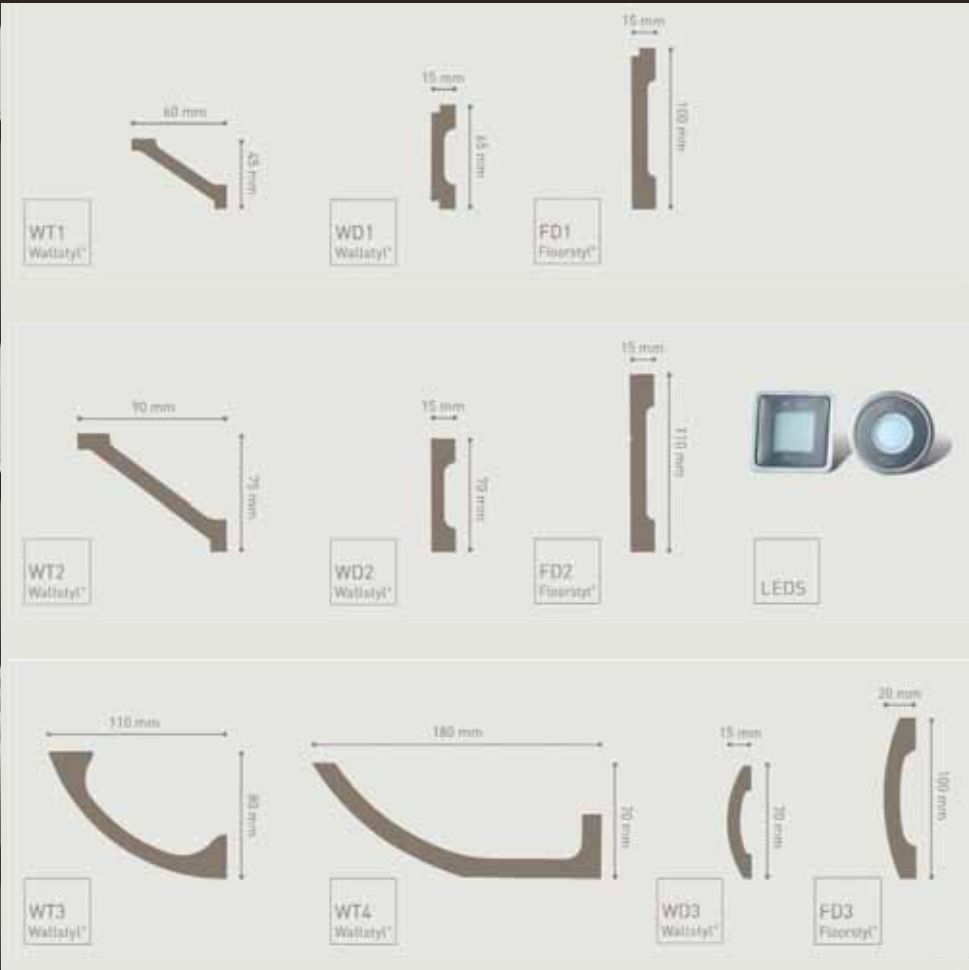 15 mm
100 mm
15 mm
65 mm
60 mm
45 mm
WT1
Wallstyl®
WD1
Wallstyl®
FD1
Floorstyl®
15 mm
110 mm
90 mm
75 mm
15 mm
70 mm
WT2
Wallstyl®
WD2
Wallstyl®
FD2
Floorstyl®
LEDS
110 mm
80 mm
180 mm
70 mm
15 mm
70 mm
20 mm
100 mm
WT3
Wallstyl®
WT4
Wallstyl®
WD3
Wallstyl®
FD3
Floorstyl®